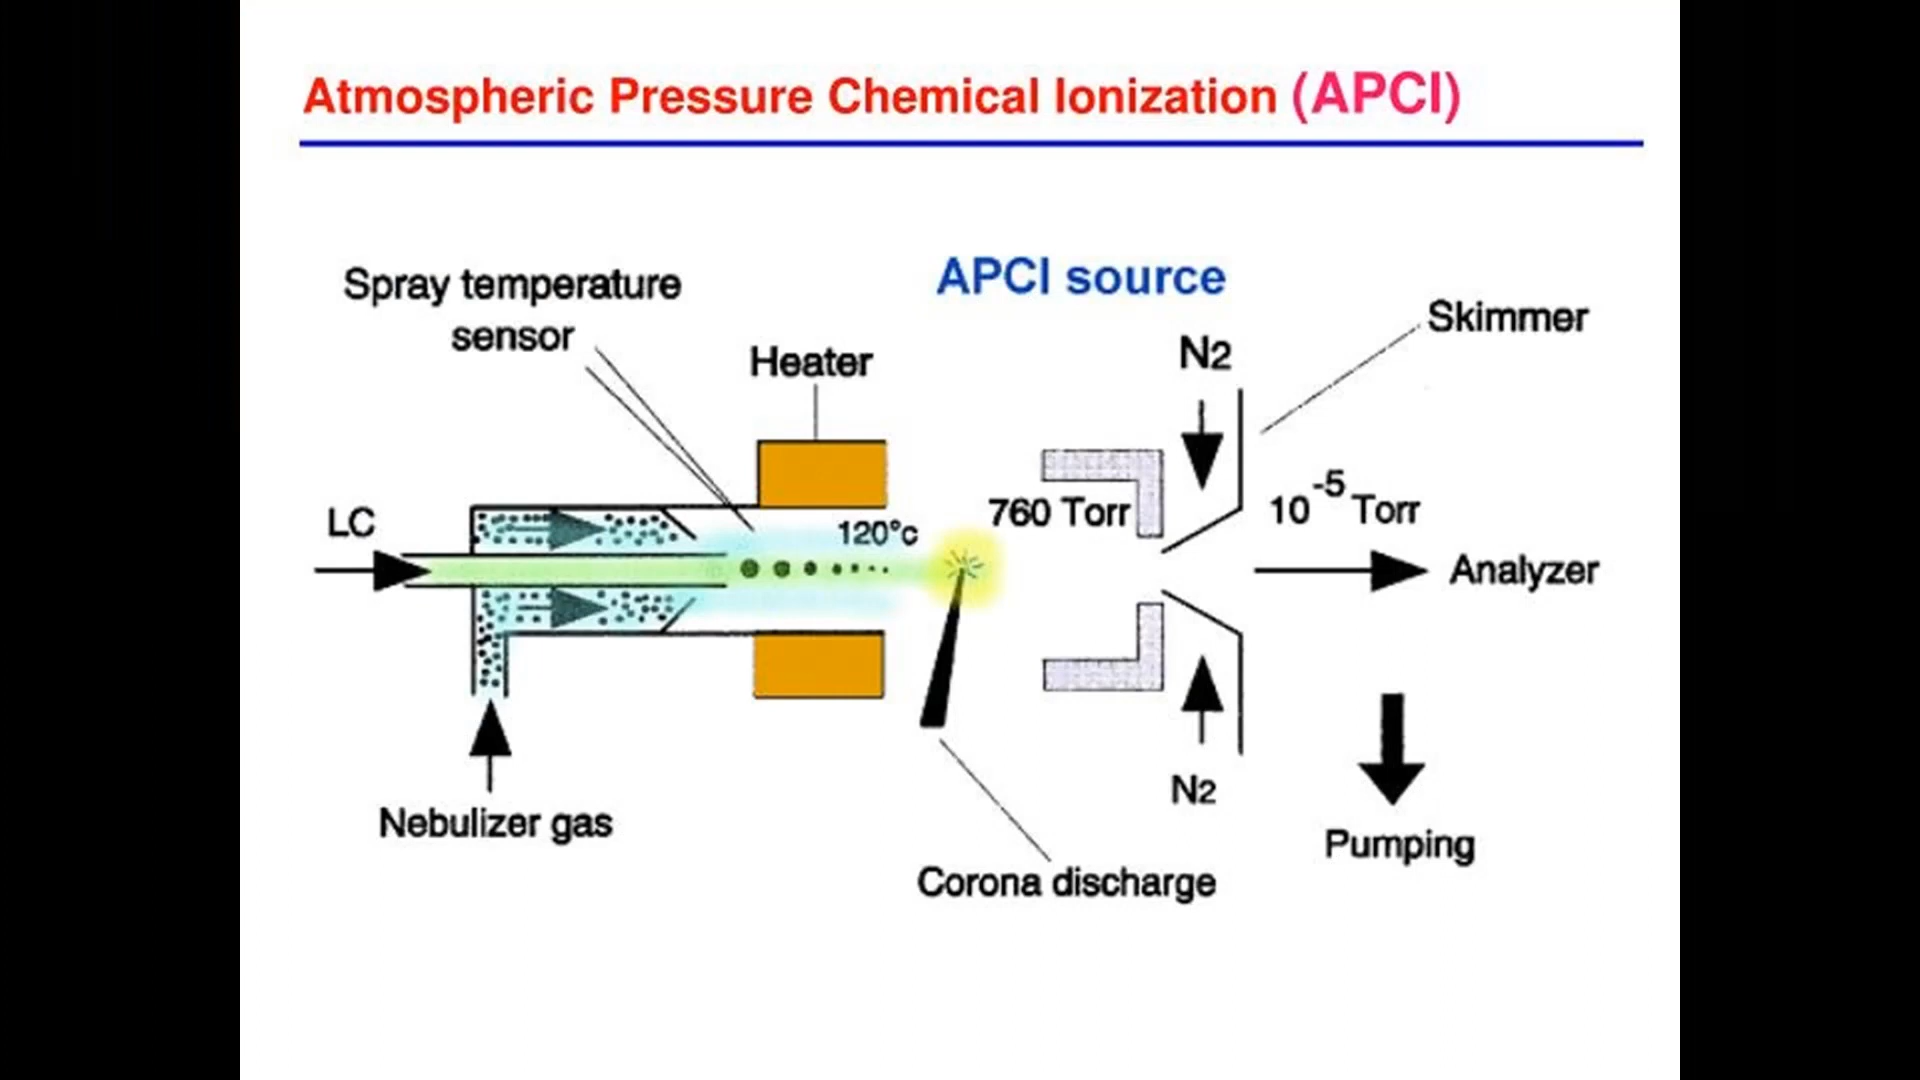 Atmospheric Pressure Chemical Ionization (APCI)
APCI source
Spray temperature
sensor
Heater
N2
Skimmer
LC
120°c
760 Torr
10-5 Torr
Analyzer
Nebulizer gas
N2
Pumping
Corona discharge